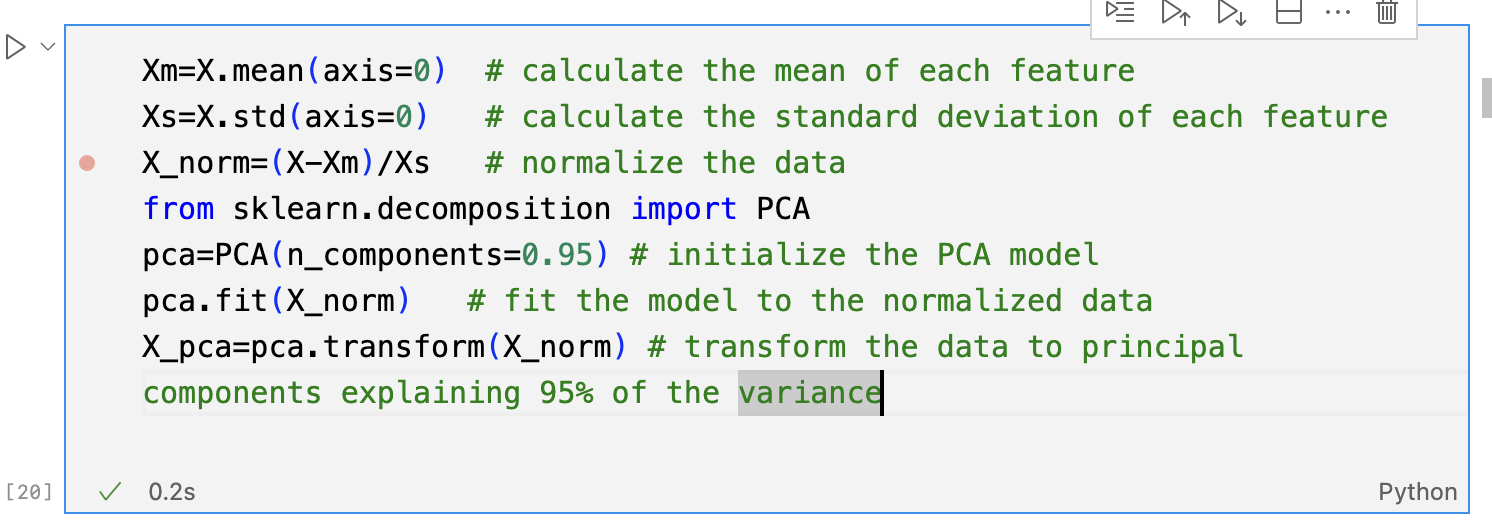 Xm=X.mean(axis=0)  # calculate the mean of each feature
Xs=X.std(axis=0)   # calculate the standard deviation of each feature
X_norm=(X-Xm)/Xs   # normalize the data
from sklearn.decomposition import PCA
pca=PCA(n_components=0.95) # initialize the PCA model
pca.fit(X_norm)   # fit the model to the normalized data
X_pca=pca.transform(X_norm) # transform the data to principal
components explaining 95% of the variance
[20] 0.2s Python